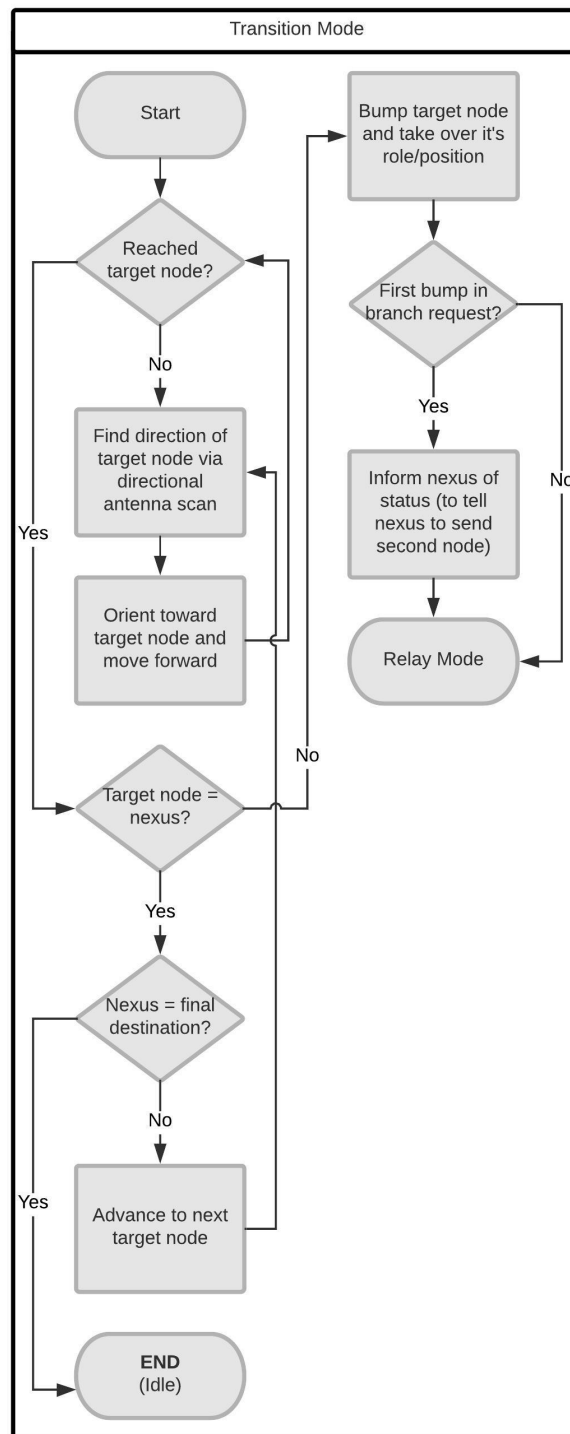 Transition Mode
Start
Reached
target node?
No
Find direction of
target node via
directional
antenna scan
Yes
Orient toward
target node and
move forward
Target node =
nexus?
No
Yes
Nexus = final
destination?
No
Yes
Advance to next
target node
END
(Idle)
Bump target node
and take over it's
role/position
First bump in
branch request?
Yes
No
Inform nexus of
status (to tell
nexus to send
second node)
Relay Mode